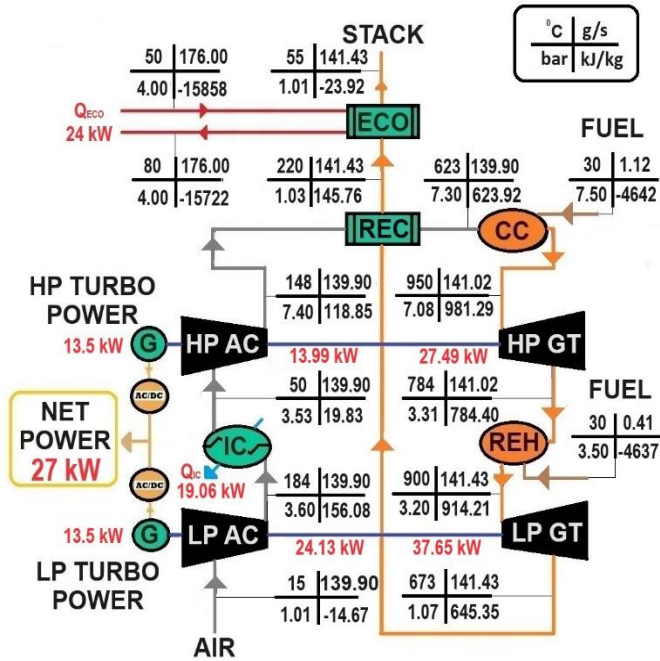 STACK
°C g/s
bar kJ/kg
50 176.00
4.00 -15858
55 141.43
1.01 -23.92
QECO
24 kW
ECO
FUEL
80 176.00
4.00 -15722
220 141.43
1.03 145.76
623 139.90
7.30 623.92
30 1.12
7.50 -4642
REC
CC
HP TURBO
POWER
148 139.90
7.40 118.85
950 141.02
7.08 981.29
13.5 kW
G
HP AC
13.99 kW
27.49 kW
HP GT
AC/DC
50 139.90
3.53 19.83
784 141.02
3.31 784.40
FUEL
NET
POWER
27 kW
IC
REH
30 0.41
3.50 -4637
QIC
19.06 kW
AC/DC
184 139.90
3.60 156.08
900 141.43
3.20 914.21
13.5 kW
G
LP AC
24.13 kW
37.65 kW
LP GT
LP TURBO
POWER
15 139.90
1.01 -14.67
673 141.43
1.07 645.35
AIR